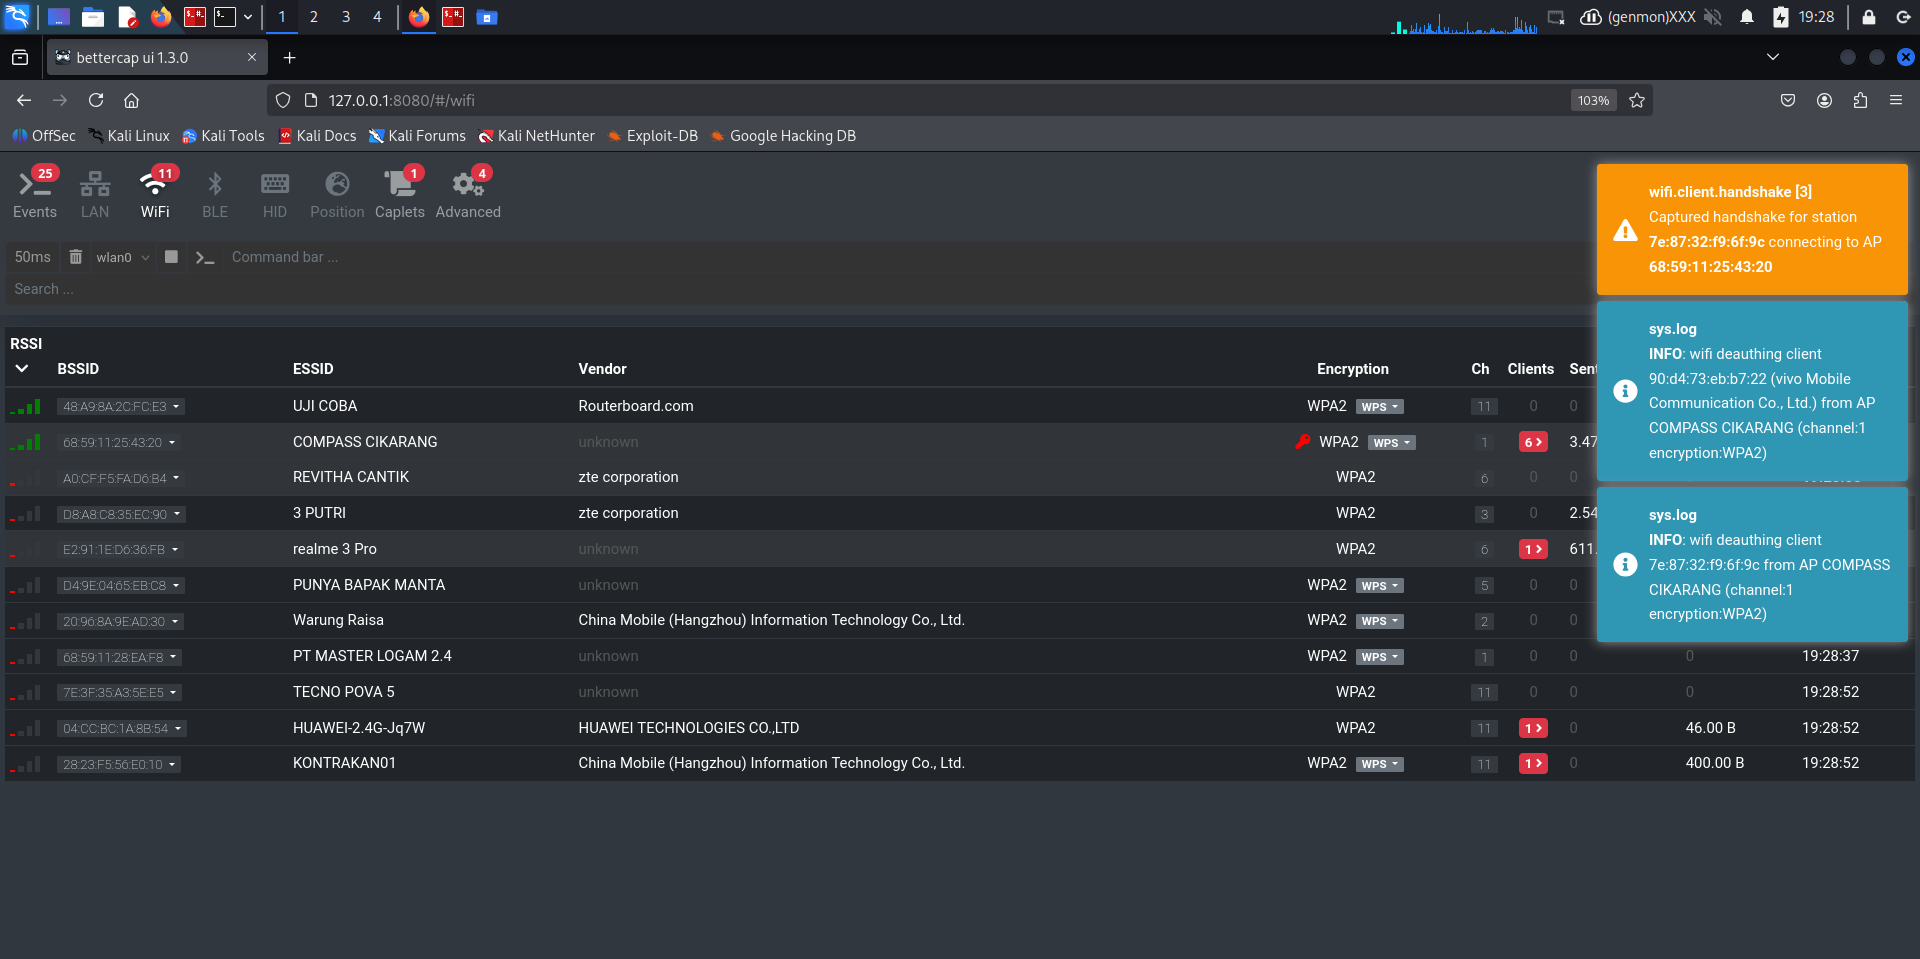 1 2 3 4 (genmon)XXX 19:28
bettercap ui 1.3.0
127.0.0.1:8080/#/wifi 103%
OffSec Kali Linux Kali Tools Kali Docs Kali Forums Kali NetHunter Exploit-DB Google Hacking DB
25 11 1 4
Events LAN WiFi BLE HID Position Caplets Advanced
50ms wlan0 Command bar ...
Search ...
wifi.client.handshake [3]
Captured handshake for station
7e:87:32:f9:6f:9c connecting to AP
68:59:11:25:43:20
sys.log
INFO: wifi deauthing client
90:d4:73:eb:b7:22 (vivo Mobile
Communication Co., Ltd.) from AP
COMPASS CIKARANG (channel:1
encryption:WPA2)
sys.log
INFO: wifi deauthing client
7e:87:32:f9:6f:9c from AP COMPASS
CIKARANG (channel:1
encryption:WPA2)
RSSI
BSSID ESSID Vendor Encryption Ch Clients Sent
48:A9:8A:2C:FC:E3 UJI COBA Routerboard.com WPA2 WPS 11 0 0
68:59:11:25:43:20 COMPASS CIKARANG unknown WPA2 WPS 1 6 3.47
A0:CF:F5:FA:D6:B4 REVITHA CANTIK zte corporation WPA2 6 0 0
D8:A8:C8:35:EC:90 3 PUTRI zte corporation WPA2 3 0 2.54
E2:91:1E:D6:36:FB realme 3 Pro unknown WPA2 6 1 611.
D4:9E:04:65:EB:C8 PUNYA BAPAK MANTA unknown WPA2 WPS 5 0 0
20:96:8A:9E:AD:30 Warung Raisa China Mobile (Hangzhou) Information Technology Co., Ltd. WPA2 WPS 2 0 0
68:59:11:28:EA:F8 PT MASTER LOGAM 2.4 unknown WPA2 WPS 1 0 0 0 19:28:37
7E:3F:35:A3:5E:E5 TECNO POVA 5 unknown WPA2 11 0 0 0 19:28:52
04:CC:BC:1A:8B:54 HUAWEI-2.4G-Jq7W HUAWEI TECHNOLOGIES CO.,LTD WPA2 11 1 0 46.00 B 19:28:52
28:23:F5:56:E0:10 KONTRAKAN01 China Mobile (Hangzhou) Information Technology Co., Ltd. WPA2 WPS 11 1 0 400.00 B 19:28:52